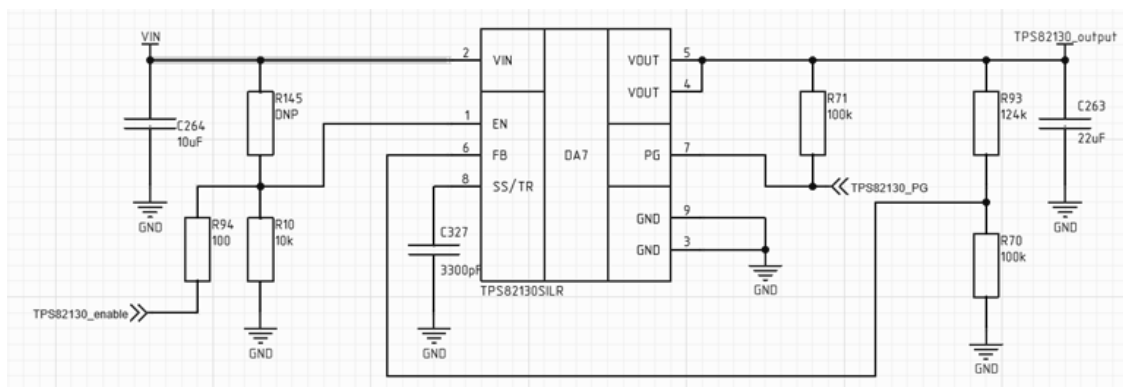 VIN
TPS82130_output
2
VIN
VOUT
5
R145
DNP
VOUT
4
R71
100k
R93
124k
C263
22uF
C264
10uF
1
EN
6
FB
DA7
PG
7
8
SS/TR
TPS82130_PG
GND
R94
100
R10
10k
C327
3300pF
GND
9
GND
3
GND
R70
100k
TPS82130SILR
GND
TPS82130_enable
GND
GND
GND
GND